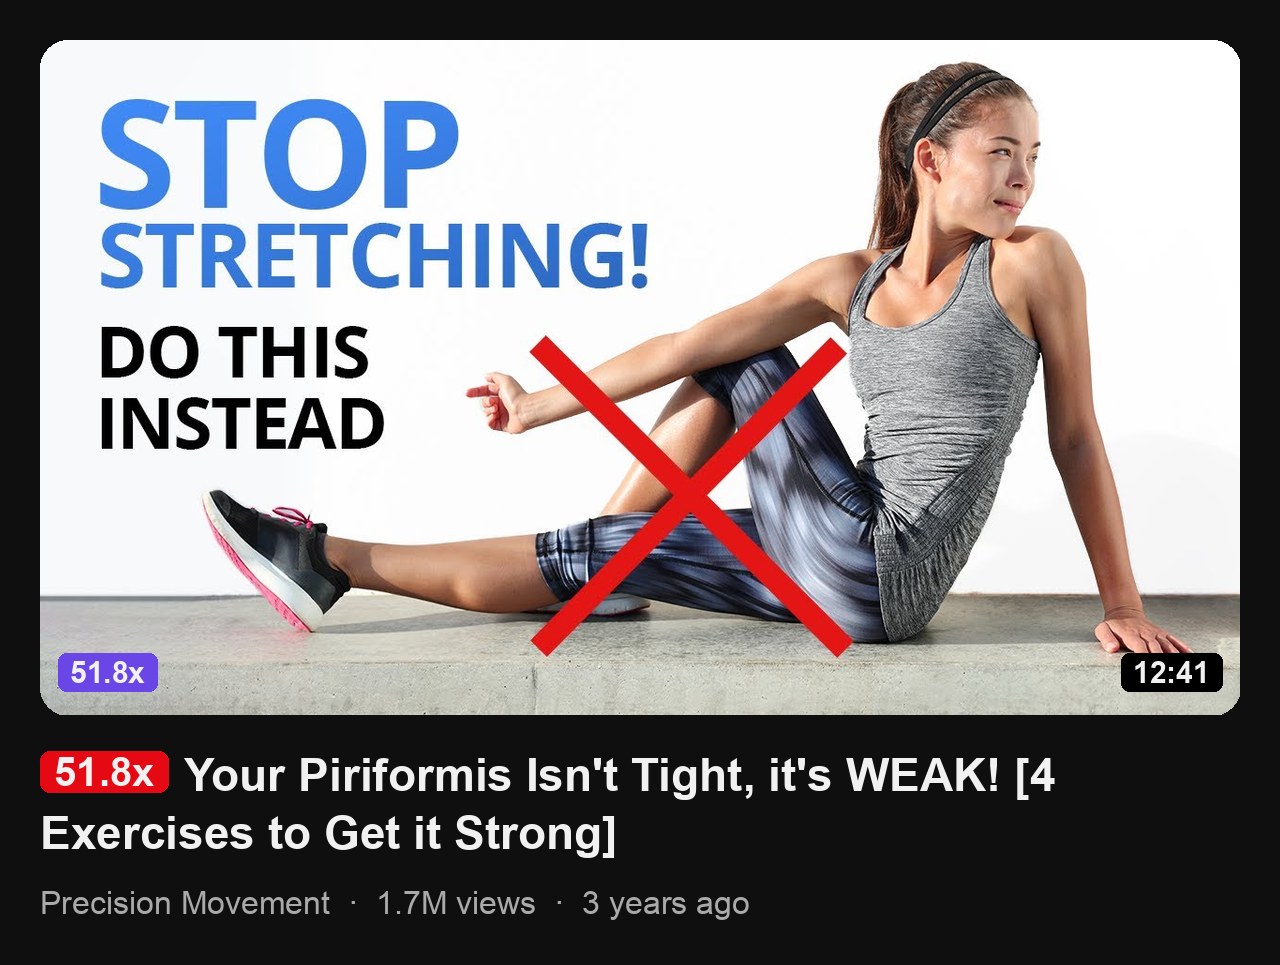 STOP
STRETCHING!
DO THIS
INSTEAD
51.8x
12:41
51.8x Your Piriformis Isn't Tight, it's WEAK! [4
Exercises to Get it Strong]
Precision Movement · 1.7M views · 3 years ago